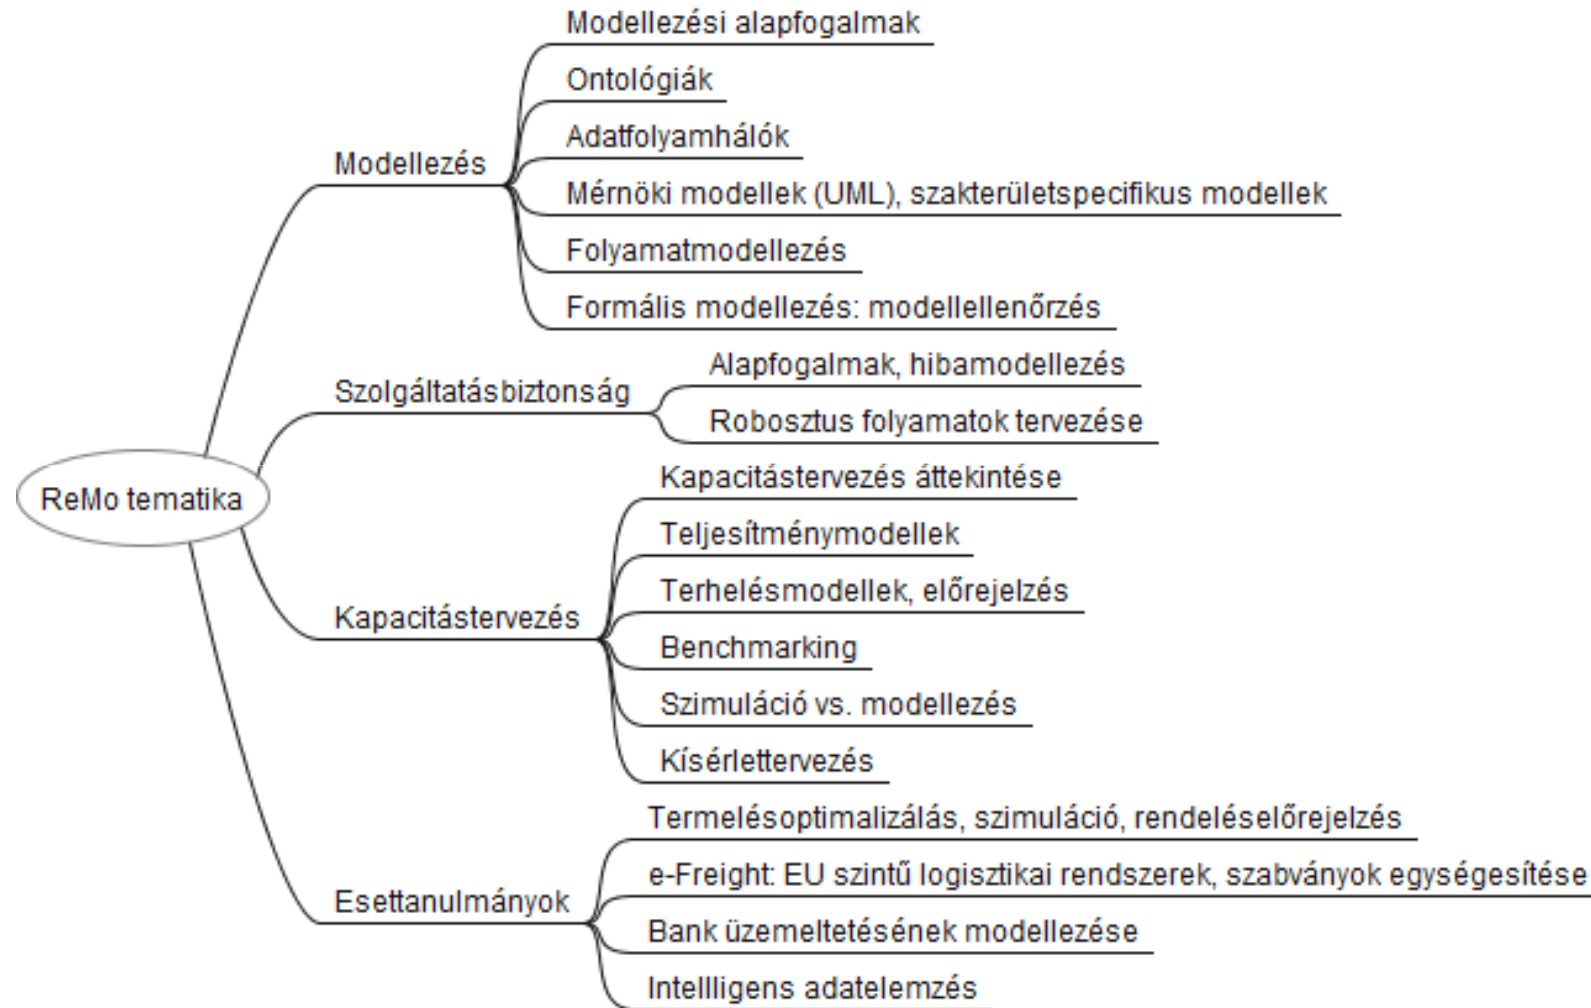 ReMo tematika
Modellezés
Modellezési alapfogalmak
Ontológiák
Adatfolyamhálók
Mérnöki modellek (UML), szakterületspecifikus modellek
Folyamatmodellezés
Formális modellezés: modellellenőrzés
Szolgáltatásbiztonság
Alapfogalmak, hibamodellezés
Robosztus folyamatok tervezése
Kapacitástervezés
Kapacitástervezés áttekintése
Teljesítménymodellek
Terhelésmodellek, előrejelzés
Benchmarking
Szimuláció vs. modellezés
Kísérlettervezés
Esettanulmányok
Termelésoptimalizálás, szimuláció, rendeléselőrejelzés
e-Freight: EU szintű logisztikai rendszerek, szabványok egységesítése
Bank üzemeltetésének modellezése
Intellligens adatelemzés